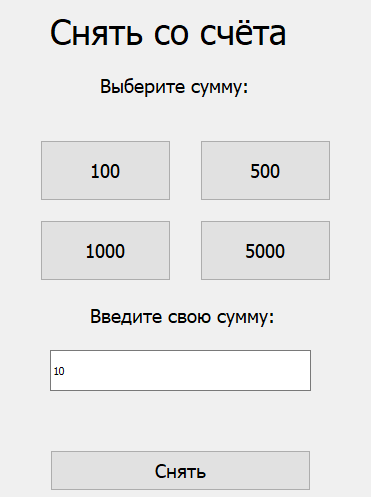 Снять со счёта
Выберите сумму:
100 500
1000 5000
Введите свою сумму:
10
Снять